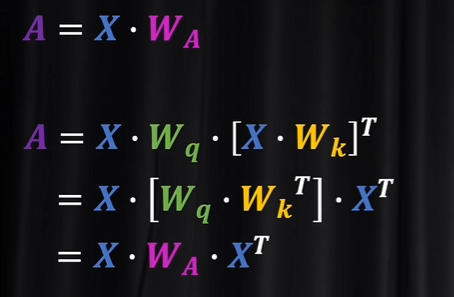 A = X · W_A
A = X · W_q · [X · W_k]^T
= X · [W_q · W_k^T] · X^T
= X · W_A · X^T